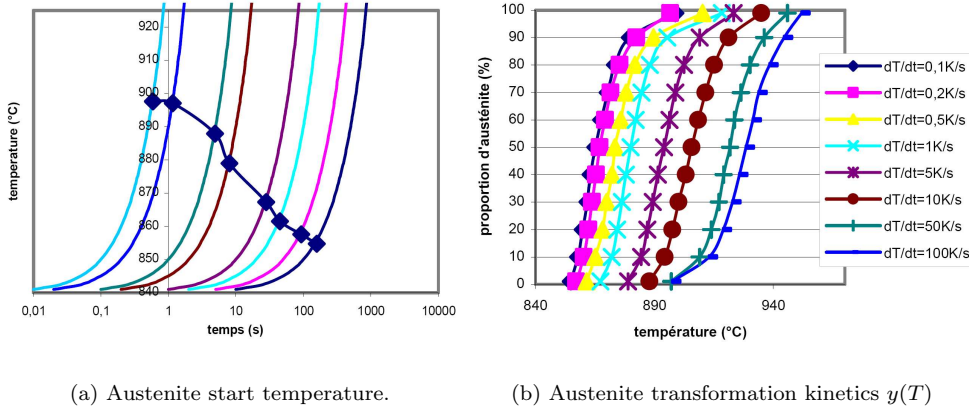 temperature (°C)
920
900
890
880
870
860
850
840
0,01
0,1
1
10
100
1000
10000
temps (s)
proportion d'austénite (%)
100
90
80
70
60
50
40
30
20
10
0
840
890
940
température (°C)
dT/dt=0,1K/s
dT/dt=0,2K/s
dT/dt=0,5K/s
dT/dt=1K/s
dT/dt=5K/s
dT/dt=10K/s
dT/dt=50K/s
dT/dt=100K/s
(a) Austenite start temperature.
(b) Austenite transformation kinetics y(T)